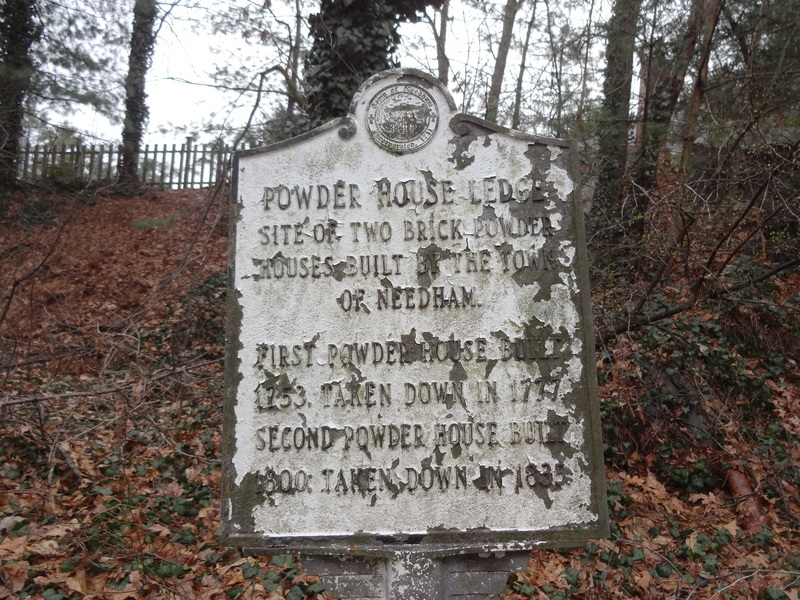 POWDER HOUSE LEDGE
SITE OF TWO BRICK POWDER
HOUSES BUILT BY THE TOWN
OF NEEDHAM.
FIRST POWDER HOUSE BUILT
1753. TAKEN DOWN IN 1777
SECOND POWDER HOUSE BUILT
1800. TAKEN DOWN IN 1835